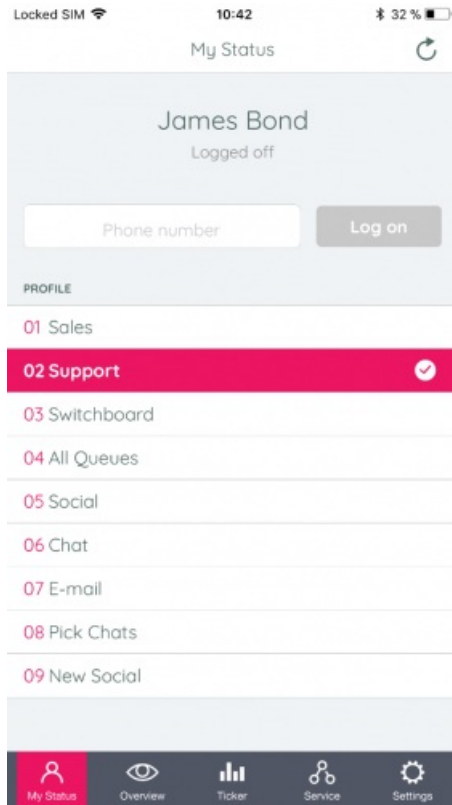 Locked SIM 10:42 32 %
My Status
James Bond
Logged off
Phone number Log on
PROFILE
01 Sales
02 Support
03 Switchboard
04 All Queues
05 Social
06 Chat
07 E-mail
08 Pick Chats
09 New Social
My Status Overview Ticker Service Settings